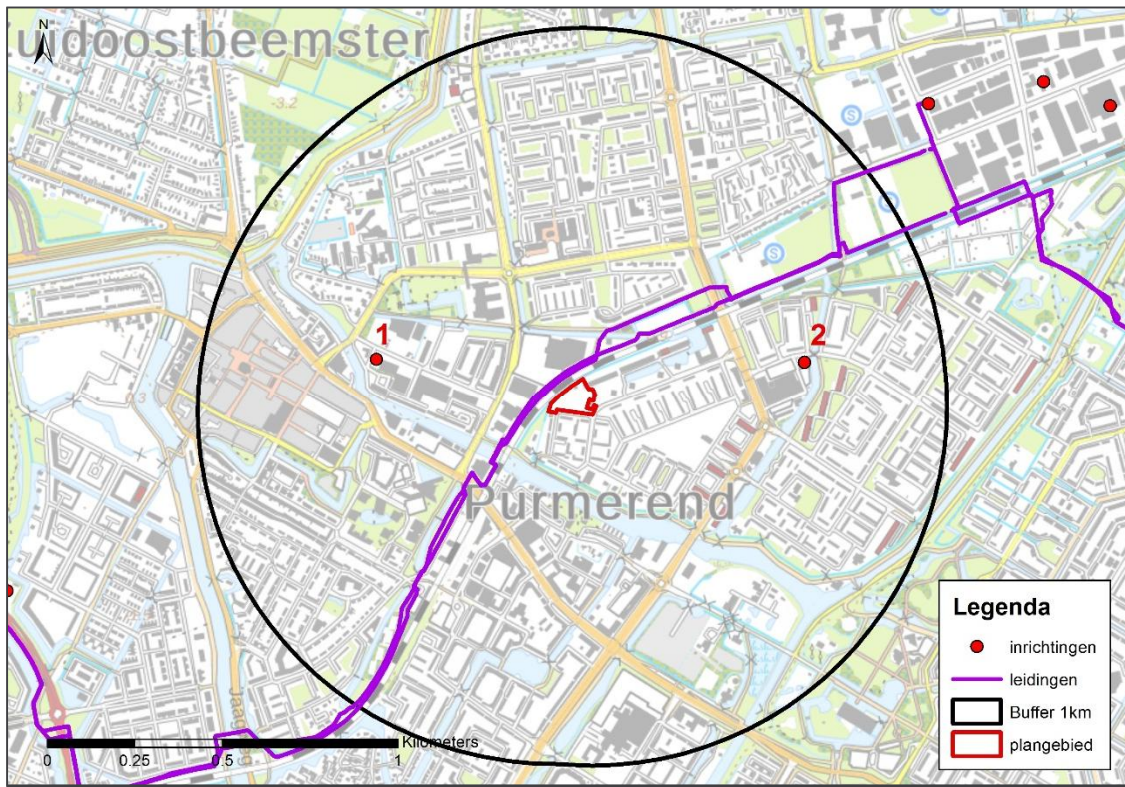 uidoostbeemster
N
-3.2
S
S
S
1
2
Purmerend
Legenda
inrichtingen
leidingen
Buffer 1km
plangebied
Kilometers
0 0.25 0.5 1